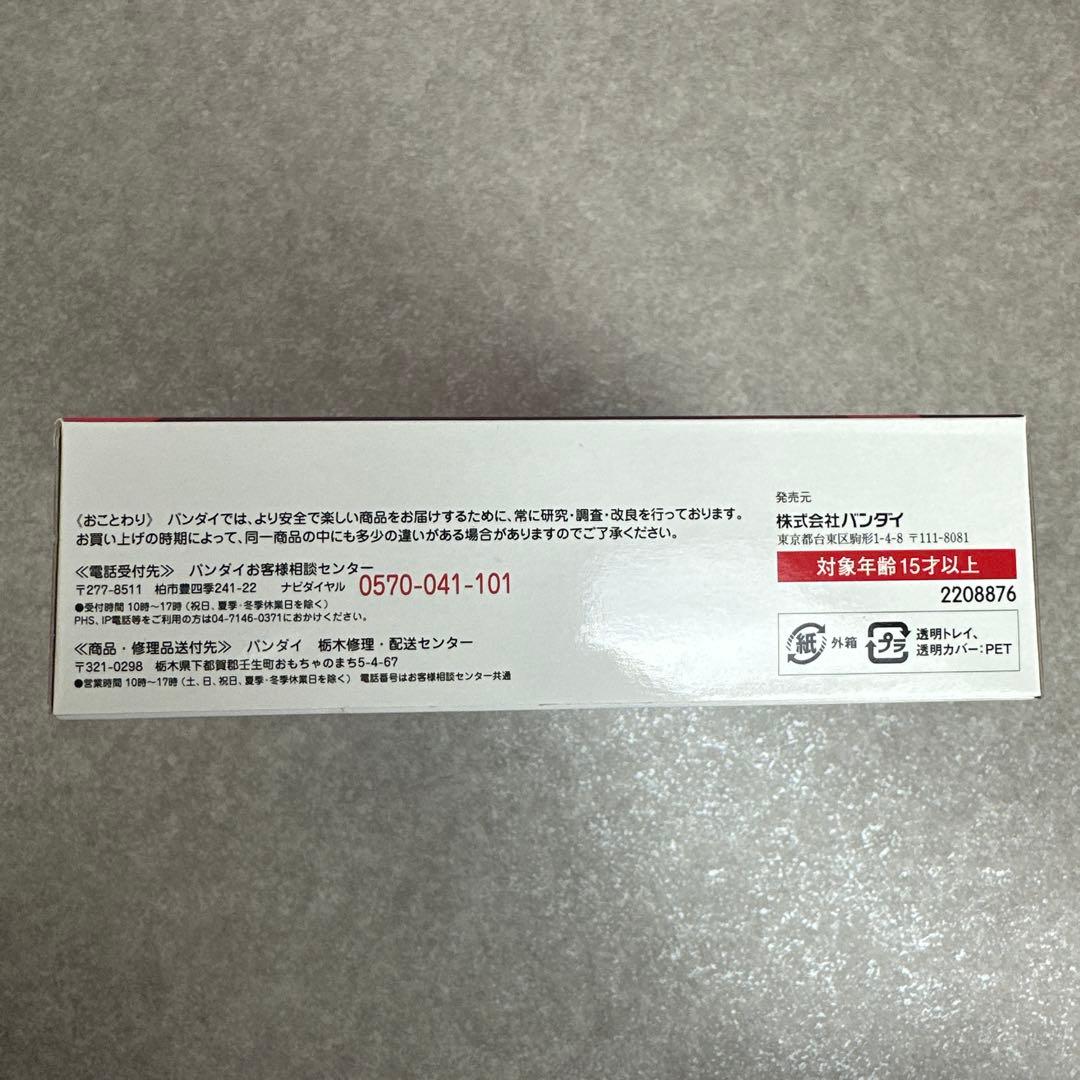 《おことわり》 バンダイでは、より安全で楽しい商品をお届けするために、常に研究・調査・改良を行っております。
お買い上げの時期によって、同一商品の中にも多少の違いがある場合がありますのでご了承ください。
≪電話受付先≫ バンダイお客様相談センター
〒277-8511 柏市豊四季241-22 ナビダイヤル 0570-041-101
●受付時間 10時〜17時（祝日、夏季・冬季休業日を除く）
PHS、IP電話等をご利用の方は04-7146-0371におかけください。
≪商品・修理品送付先≫ バンダイ 栃木修理・配送センター
〒321-0298 栃木県下都賀郡壬生町おもちゃのまち5-4-67
●営業時間 10時〜17時（土、日、祝日、夏季・冬季休業日を除く） 電話番号はお客様相談センター共通
発売元
株式会社バンダイ
東京都台東区駒形1-4-8 〒111-8081
対象年齢15才以上
2208876
紙 外箱 プラ 透明トレイ、
透明カバー：PET